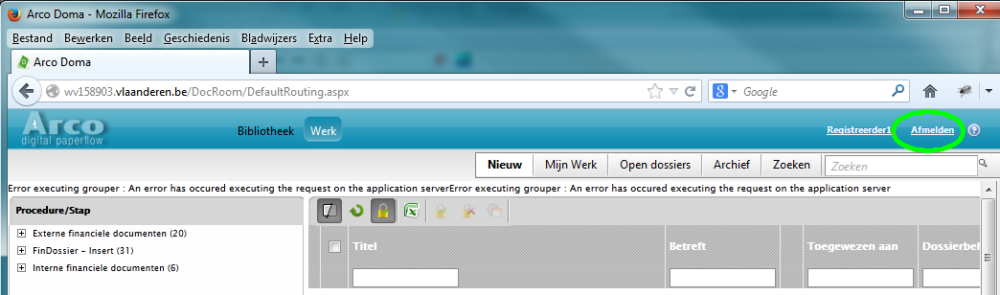 Arco Doma - Mozilla Firefox
Bestand Bewerken Beeld Geschiedenis Bladwijzers Extra Help
Arco Doma
wv158903.vlaanderen.be/DocRoom/DefaultRouting.aspx Google
Arco
digital paperflow
Bibliotheek Werk Registreerder1 Afmelden
Nieuw Mijn Werk Open dossiers Archief Zoeken Zoeken
Error executing grouper : An error has occured executing the request on the application serverError executing grouper : An error has occured executing the request on the application server
Procedure/Stap
Externe financiele documenten (20)
FinDossier - Insert (31)
Interne financiele documenten (6)
Titel Betreft Toegewezen aan Dossierbel